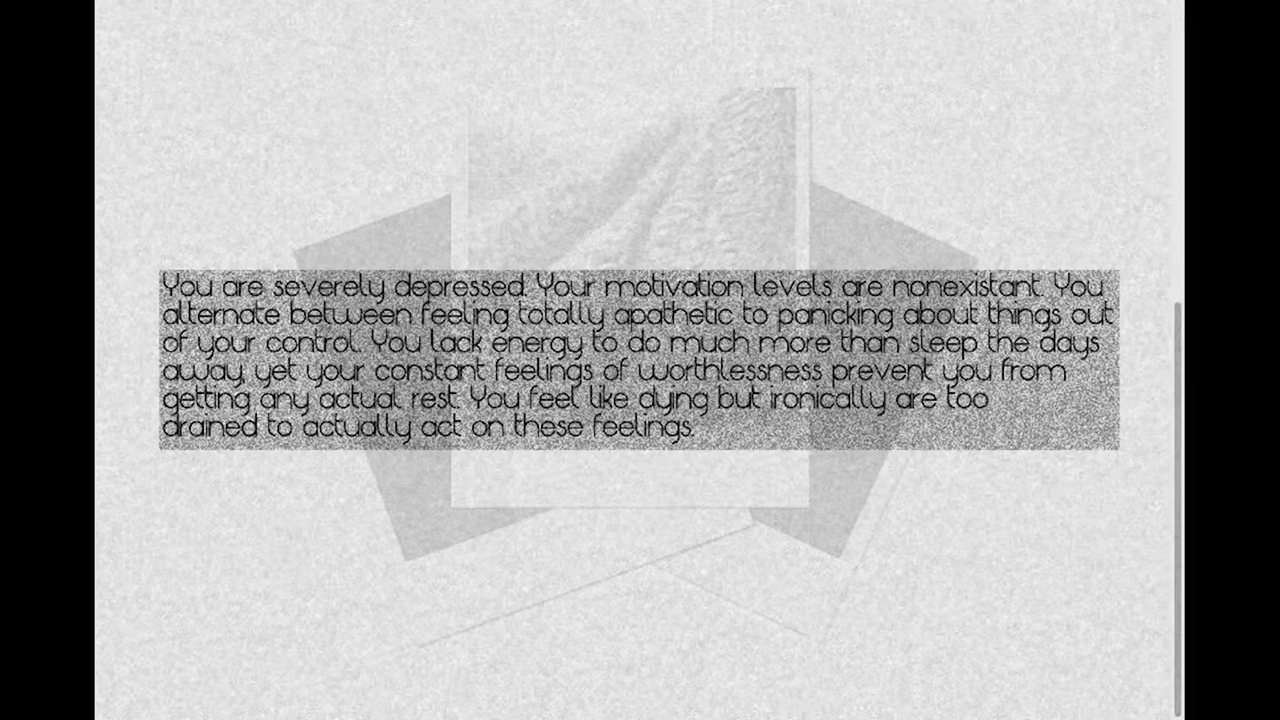 You are severely depressed. Your motivation levels are nonexistant. You
alternate between feeling totally apathetic to panicking about things out
of your control. You lack energy to do much more than sleep the days
away, yet your constant feelings of worthlessness prevent you from
getting any actual rest. You feel like dying but ironically are too
drained to actually act on these feelings.